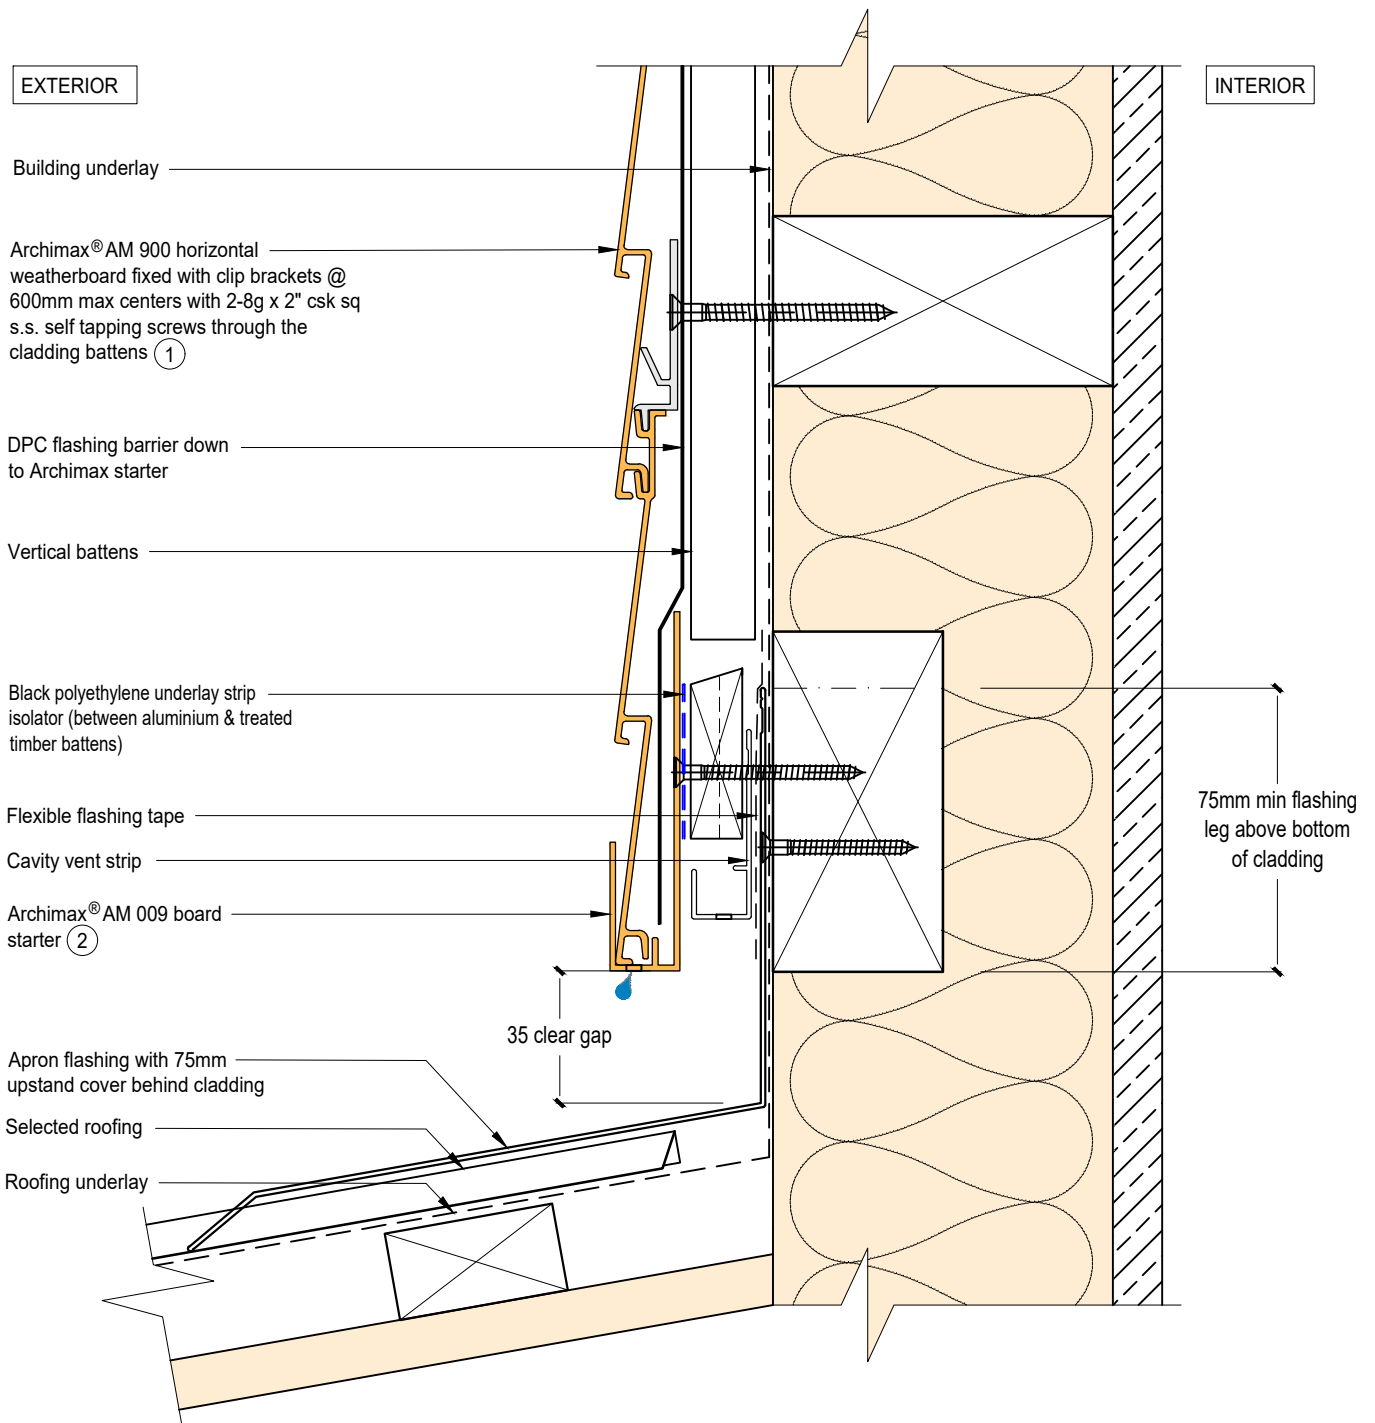 EXTERIOR
INTERIOR
Building underlay
Archimax® AM 900 horizontal
weatherboard fixed with clip brackets @
600mm max centers with 2-8g x 2" csk sq
s.s. self tapping screws through the
cladding battens 1
DPC flashing barrier down
to Archimax starter
Vertical battens
Black polyethylene underlay strip
isolator (between aluminium & treated
timber battens)
Flexible flashing tape
Cavity vent strip
Archimax® AM 009 board
starter 2
75mm min flashing
leg above bottom
of cladding
35 clear gap
Apron flashing with 75mm
upstand cover behind cladding
Selected roofing
Roofing underlay